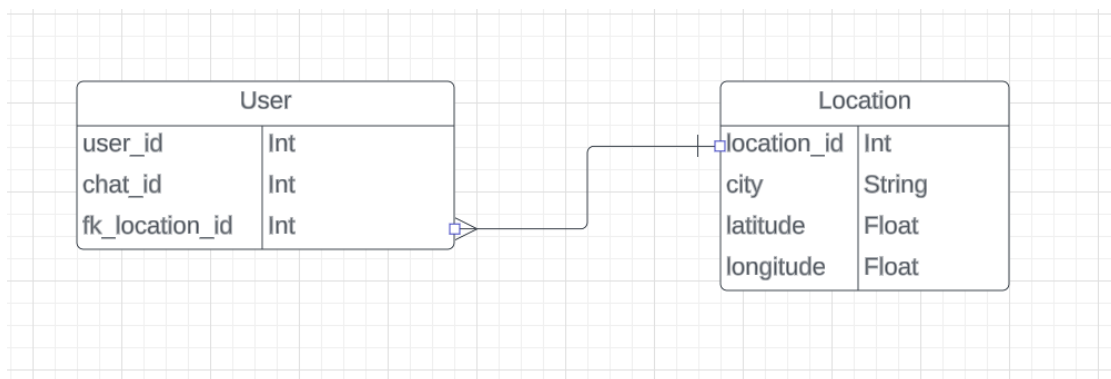 User
user_id Int
chat_id Int
fk_location_id Int
Location
location_id Int
city String
latitude Float
longitude Float